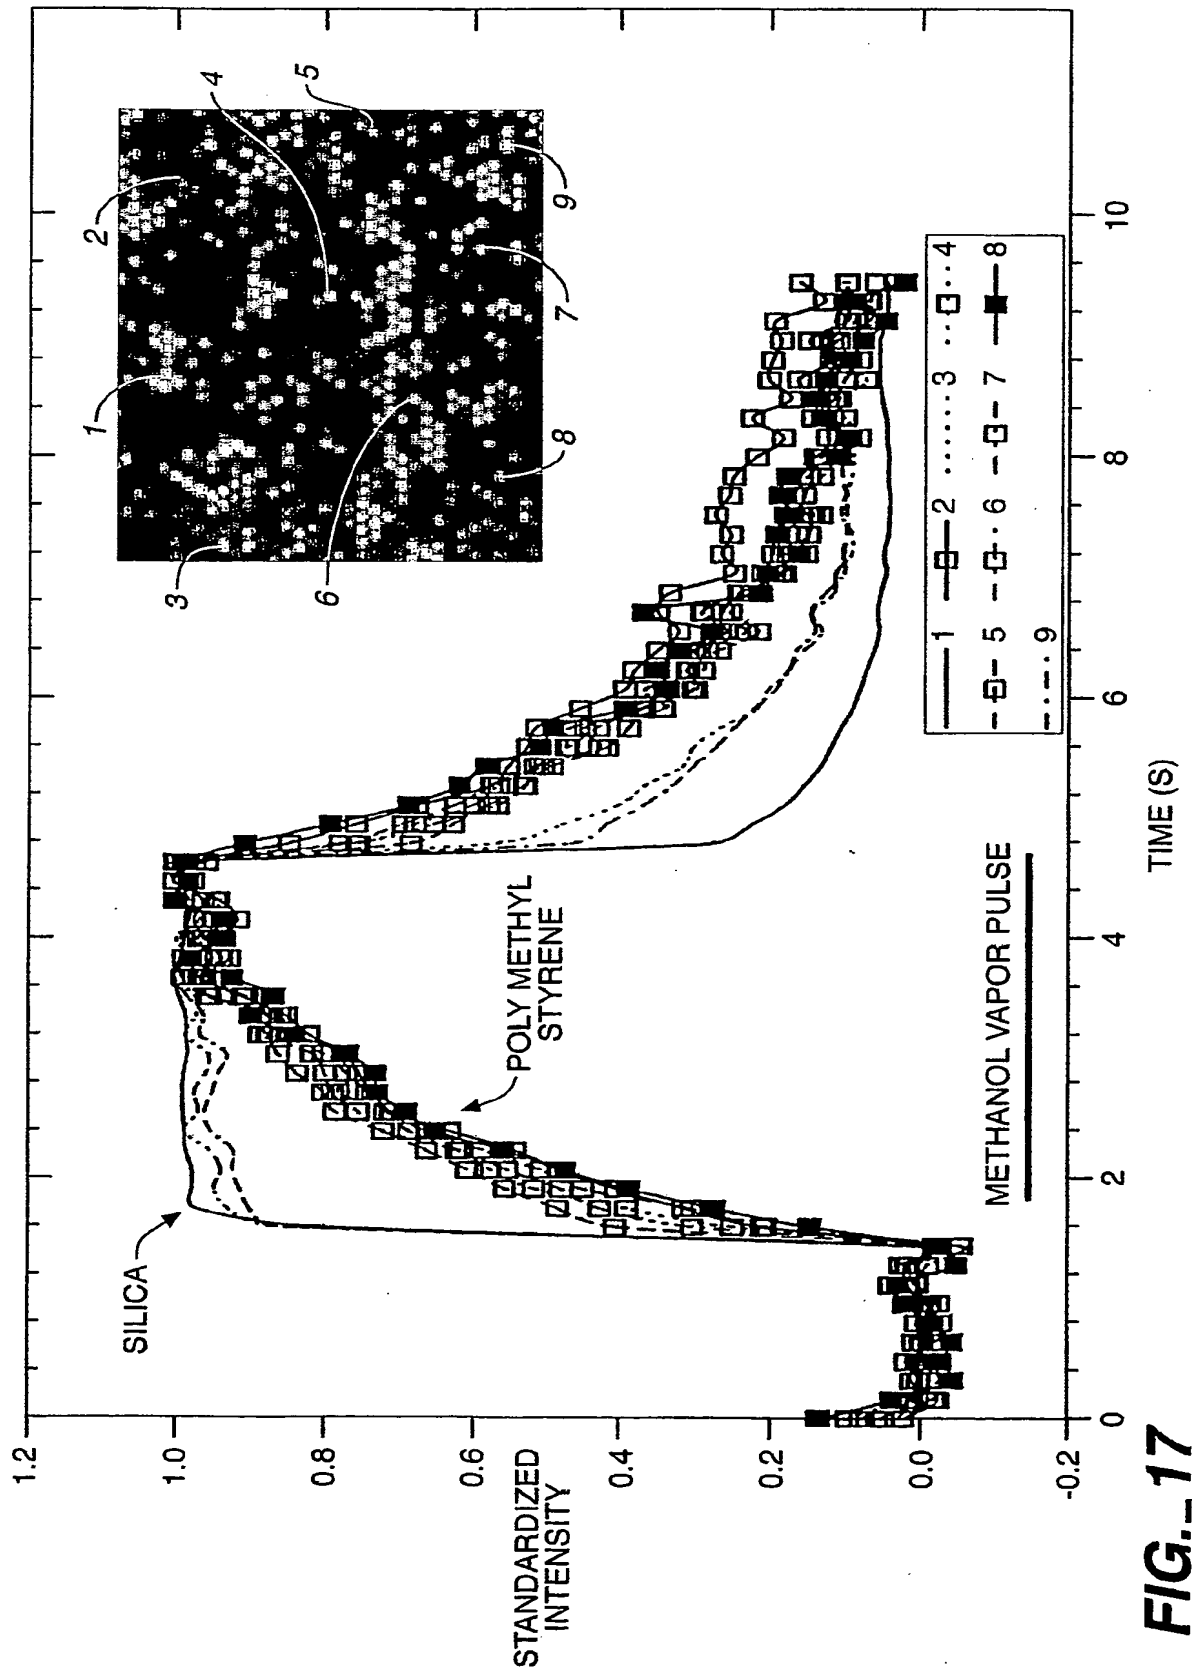 1 2 3 4 5 6 7 8 9
1.2
1.0
0.8
0.6
0.4
0.2
0.0
-0.2
STANDARDIZED
INTENSITY
SILICA
POLY METHYL
STYRENE
METHANOL VAPOR PULSE
1 2 3 4
5 6 7 8
9
0 2 4 6 8 10
TIME (S)
FIG._17